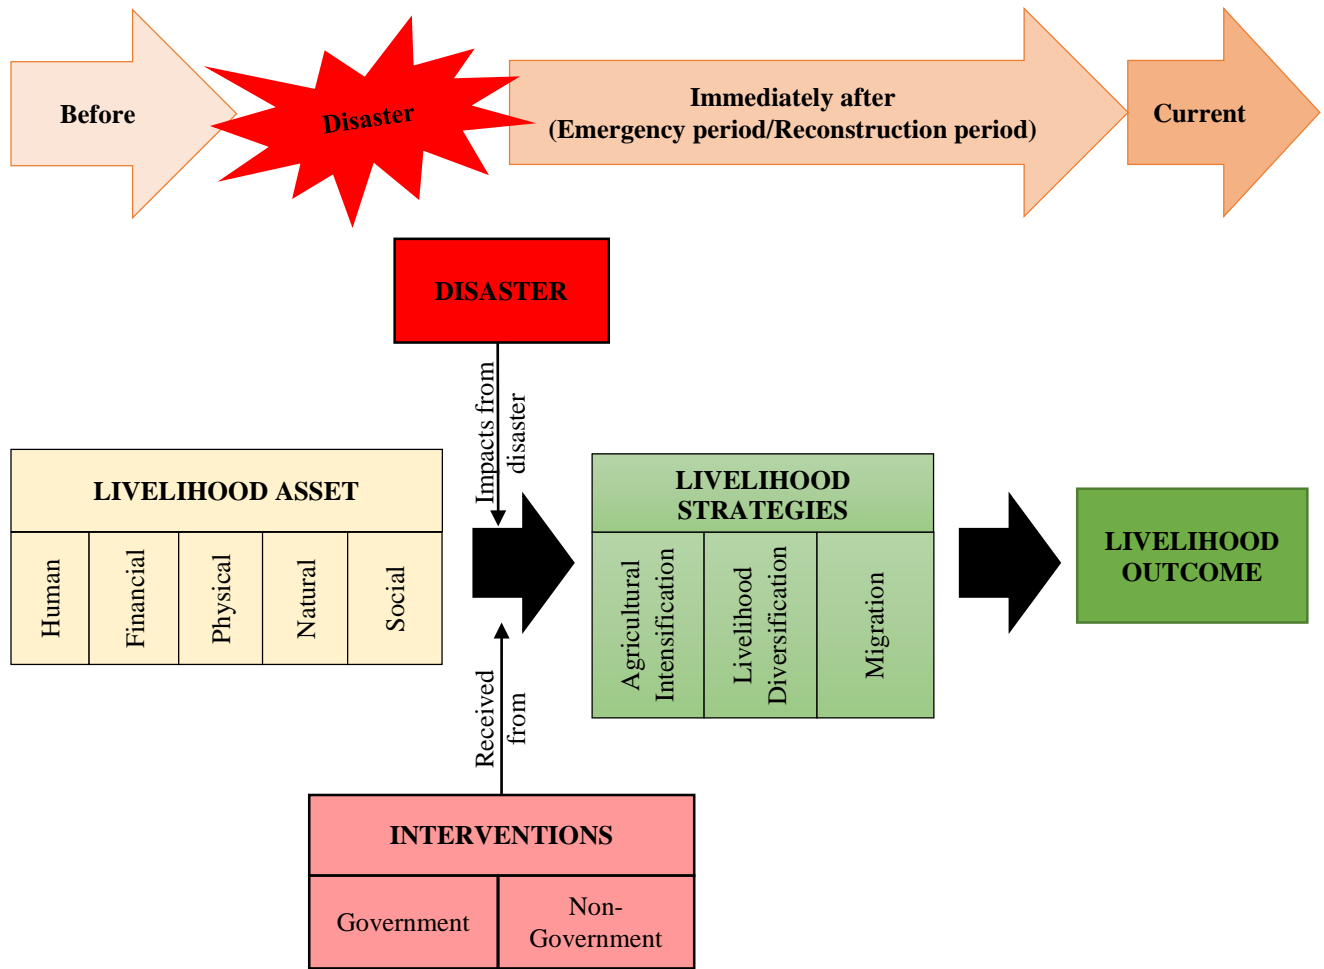 Before
Disaster
Immediately after
(Emergency period/Reconstruction period)
Current
DISASTER
Impacts from
disaster
LIVELIHOOD ASSET
Human
Financial
Physical
Natural
Social
LIVELIHOOD
STRATEGIES
Agricultural
Intensification
Livelihood
Diversification
Migration
LIVELIHOOD
OUTCOME
Received
from
INTERVENTIONS
Government
Non-
Government